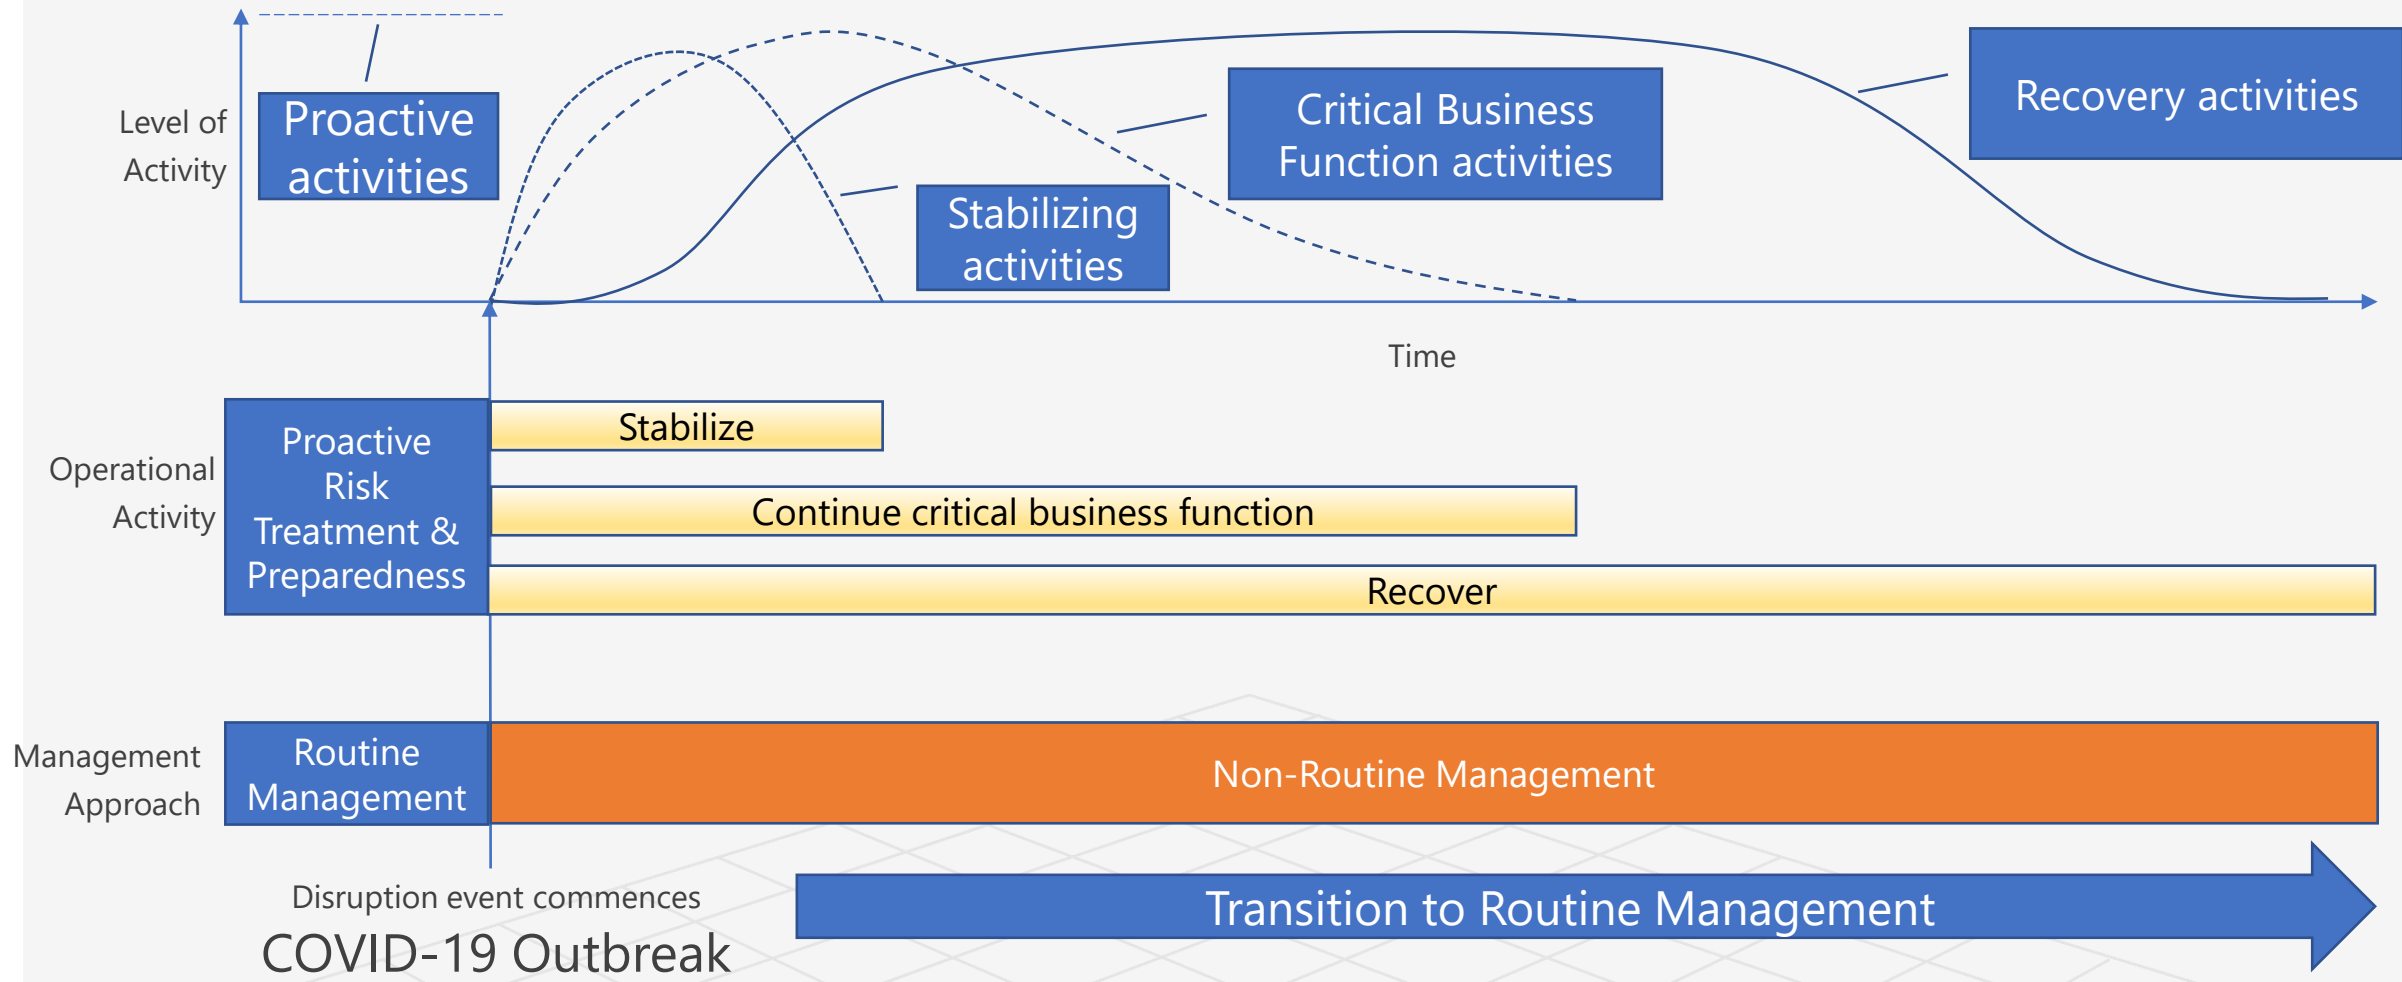 Level of
Activity
Proactive
activities
Stabilizing
activities
Critical Business
Function activities
Recovery activities
Time
Operational
Activity
Proactive
Risk
Treatment &
Preparedness
Stabilize
Continue critical business function
Recover
Management
Approach
Routine
Management
Non-Routine Management
Disruption event commences
COVID-19 Outbreak
Transition to Routine Management